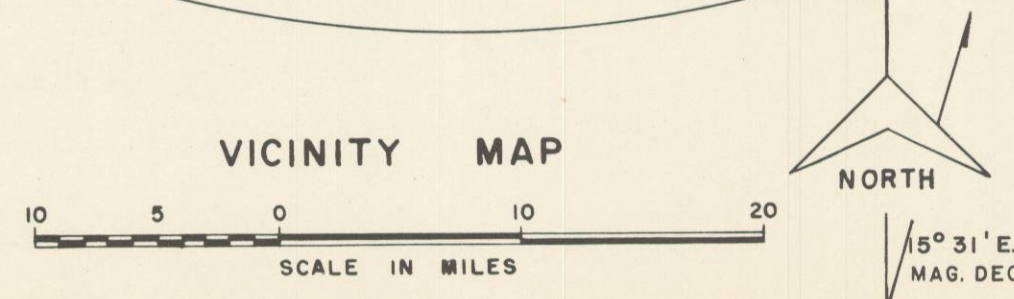 VICINITY MAP
NORTH
10 5 0 10 20
SCALE IN MILES
15° 31' E.
MAG. DEC